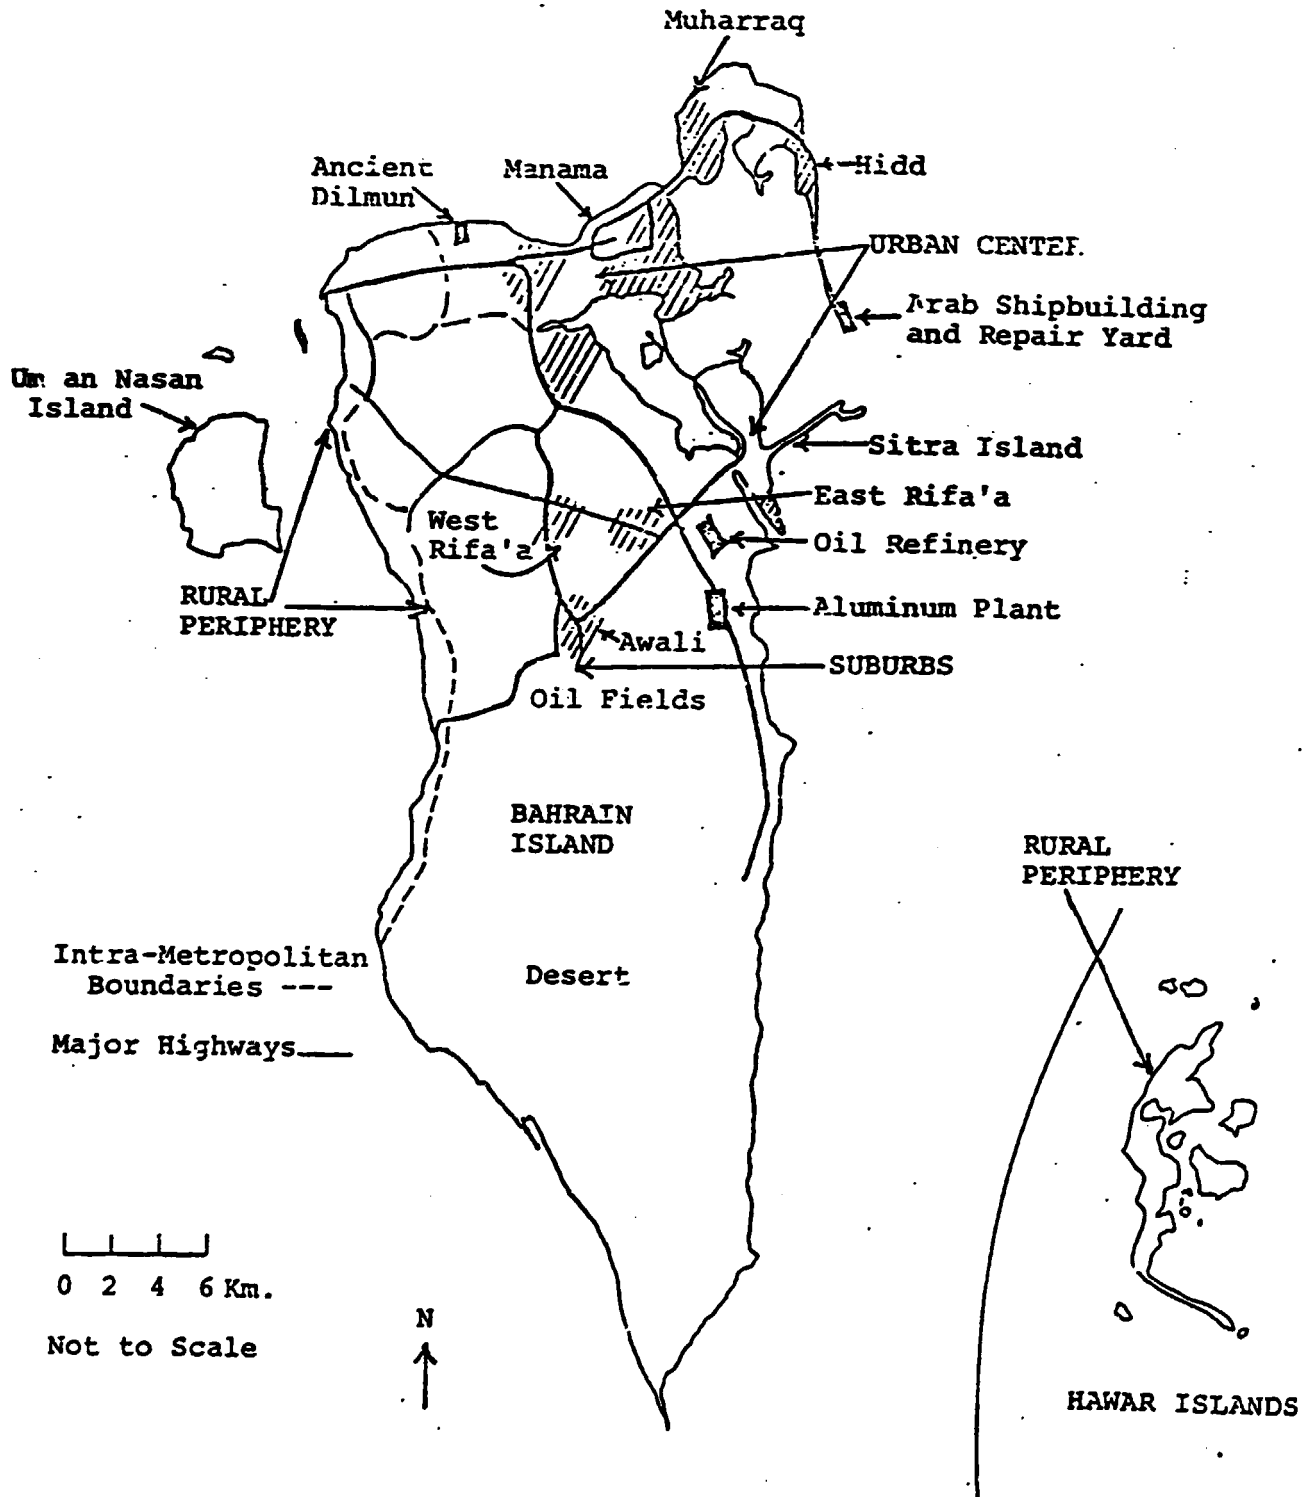 Muharraq
Ancient
Dilmun
Manama
Hidd
URBAN CENTER
Arab Shipbuilding
and Repair Yard
Um an Nasan
Island
Sitra Island
East Rifa'a
West
Rifa'a
Oil Refinery
RURAL
PERIPHERY
Aluminum Plant
Awali
SUBURBS
Oil Fields
BAHRAIN
ISLAND
RURAL
PERIPHERY
Intra-Metropolitan
Boundaries ---
Desert
Major Highways
0 2 4 6 Km.
N
Not to Scale
HAWAR ISLANDS